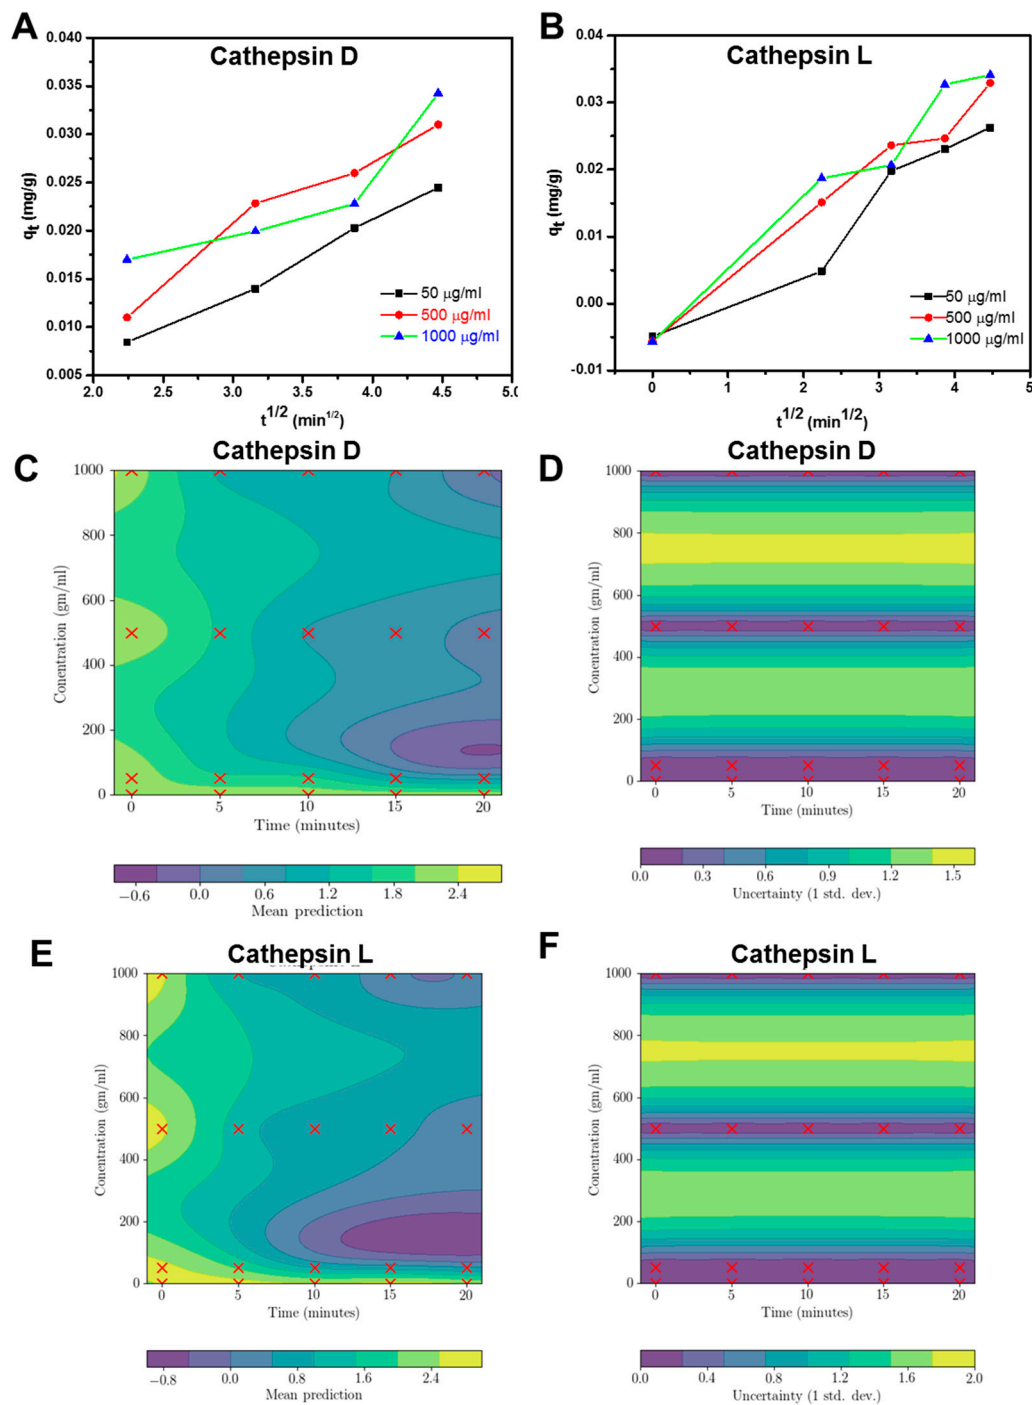 A
Cathepsin D
0.040
0.035
0.030
0.025
0.020
0.015
0.010
0.005
qt (mg/g)
50 µg/ml
500 µg/ml
1000 µg/ml
2.0 2.5 3.0 3.5 4.0 4.5 5.0
t1/2 (min1/2)
B
Cathepsin L
0.04
0.03
0.02
0.01
0.00
-0.01
qt (mg/g)
50 µg/ml
500 µg/ml
1000 µg/ml
0 1 2 3 4 5
t1/2 (min1/2)
C
Cathepsin D
1000
800
600
400
200
0
Conentration (gm/ml)
0 5 10 15 20
Time (minutes)
−0.6 0.0 0.6 1.2 1.8 2.4
Mean prediction
D
Cathepsin D
1000
800
600
400
200
0
Conentration (gm/ml)
0 5 10 15 20
Time (minutes)
0.0 0.3 0.6 0.9 1.2 1.5
Uncertainty (1 std. dev.)
E
Cathepsin L
1000
800
600
400
200
0
Conentration (gm/ml)
0 5 10 15 20
Time (minutes)
−0.8 0.0 0.8 1.6 2.4
Mean prediction
F
Cathepsin L
1000
800
600
400
200
0
Conentration (gm/ml)
0 5 10 15 20
Time (minutes)
0.0 0.4 0.8 1.2 1.6 2.0
Uncertainty (1 std. dev.)